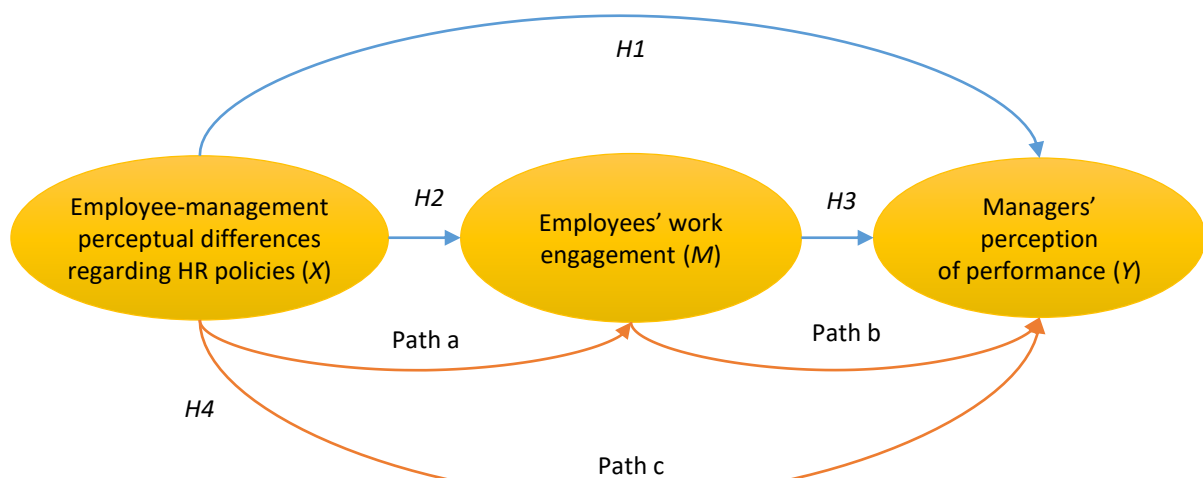 H1
Employee-management
perceptual differences
regarding HR policies (X)
H2
Employees’ work
engagement (M)
H3
Managers’
perception
of performance (Y)
Path a
Path b
H4
Path c